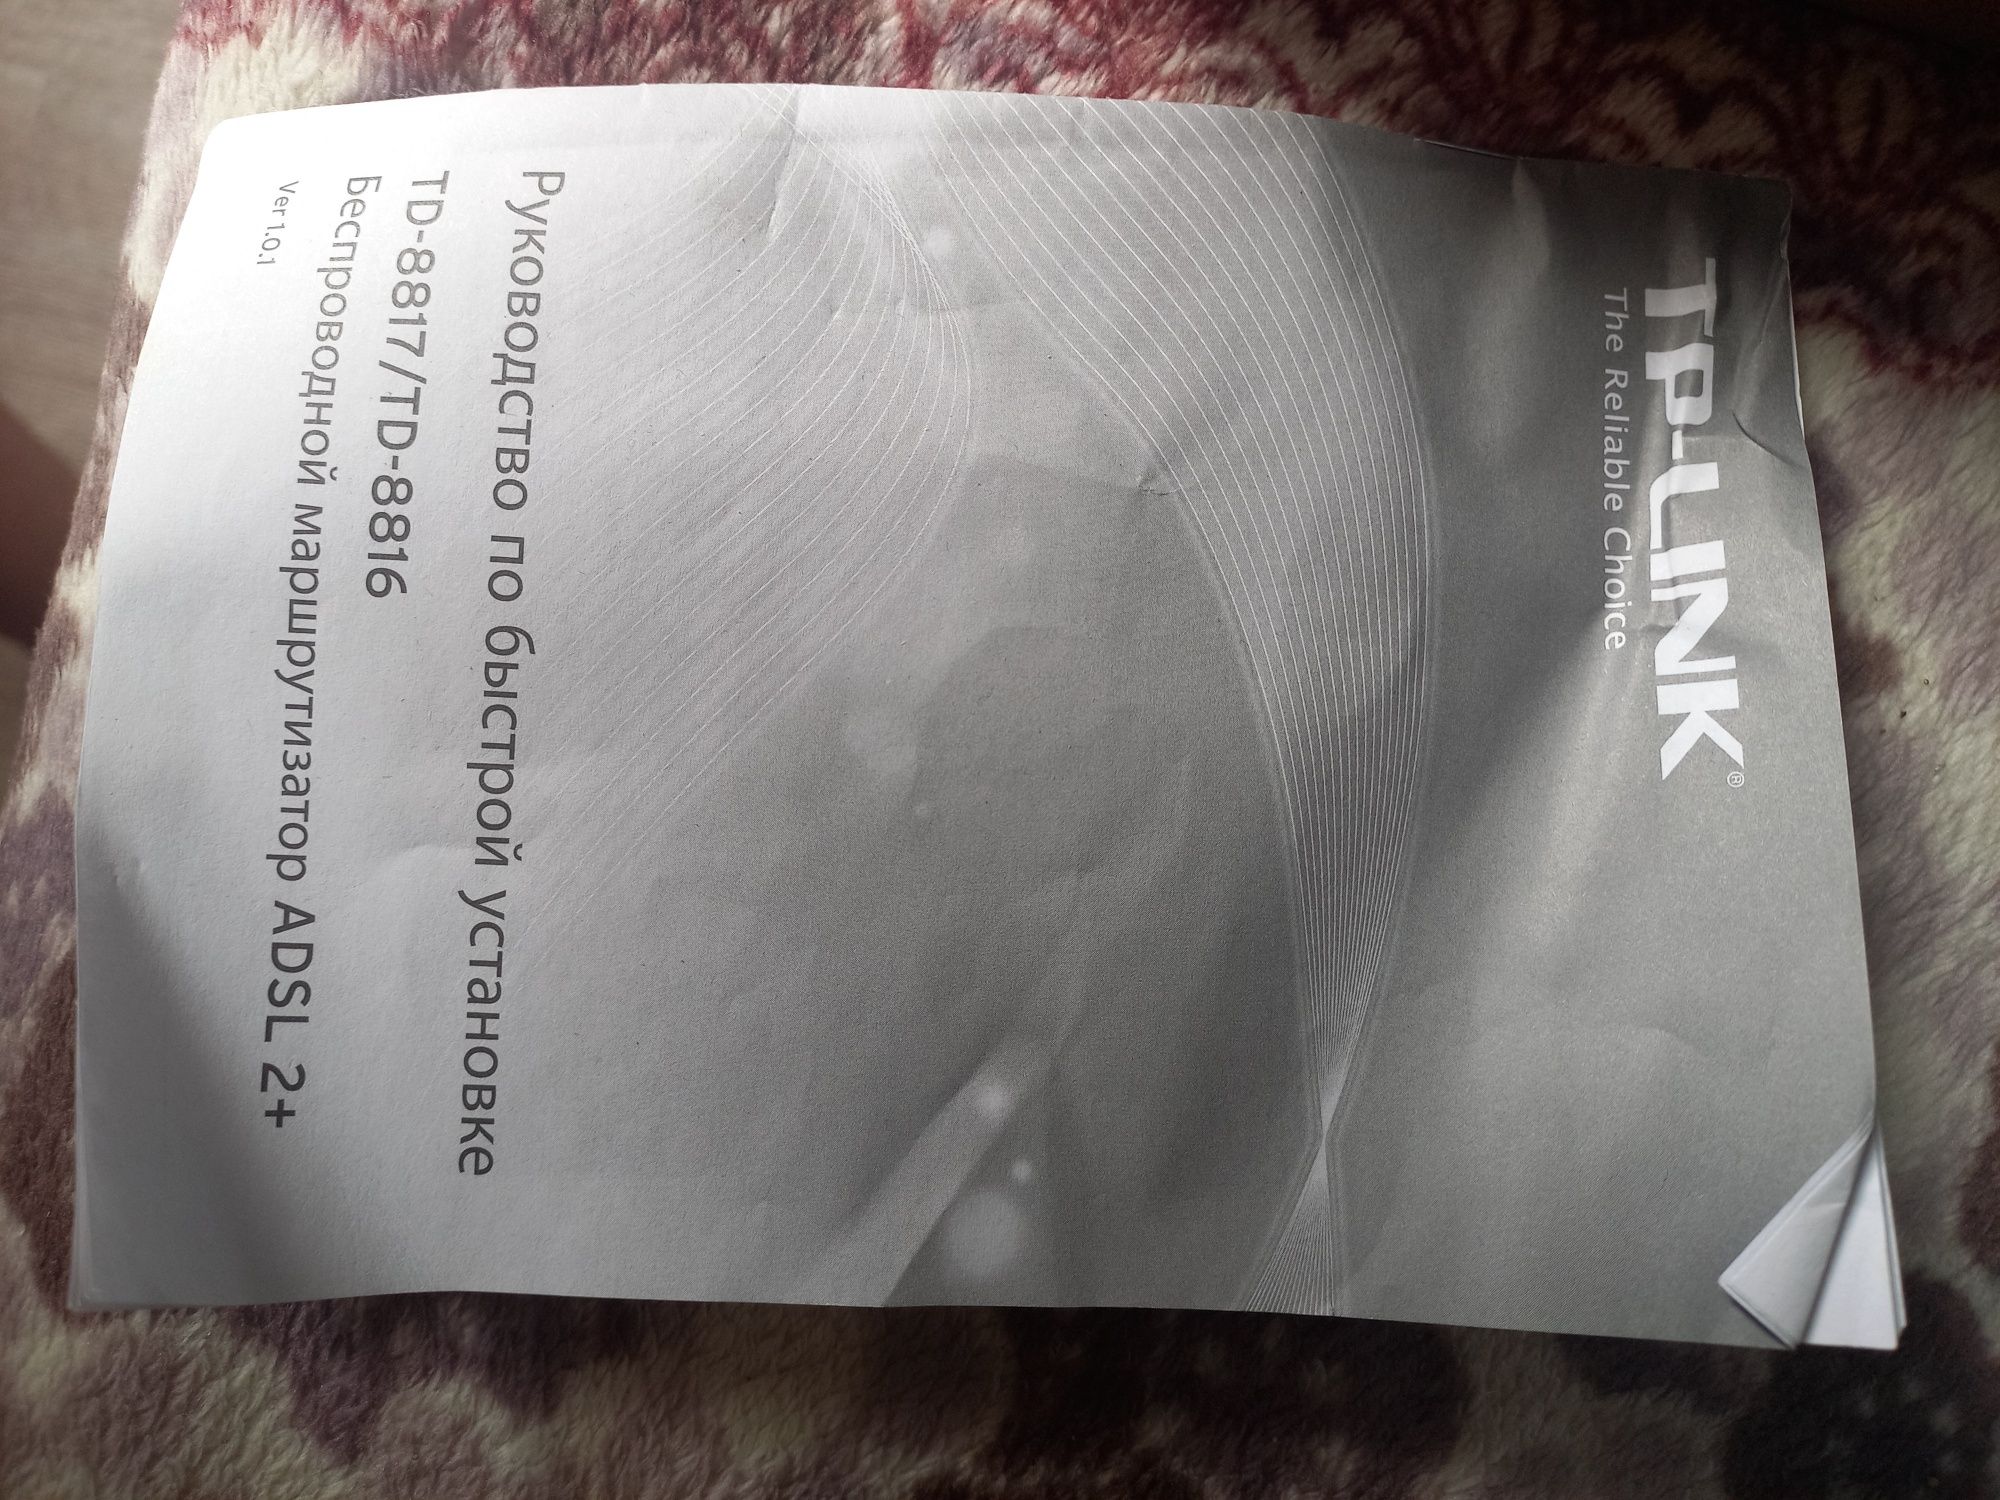 TP-LINK®
The Reliable Choice
Руководство по быстрой установке
TD-8817/TD-8816
Беспроводной маршрутизатор ADSL 2+
Ver 1.0.1